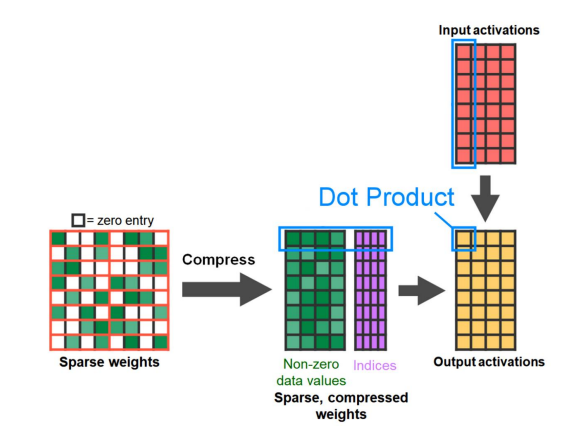 Input activations
Dot Product
= zero entry
Compress
Sparse weights
Non-zero
data values
Indices
Output activations
Sparse, compressed
weights